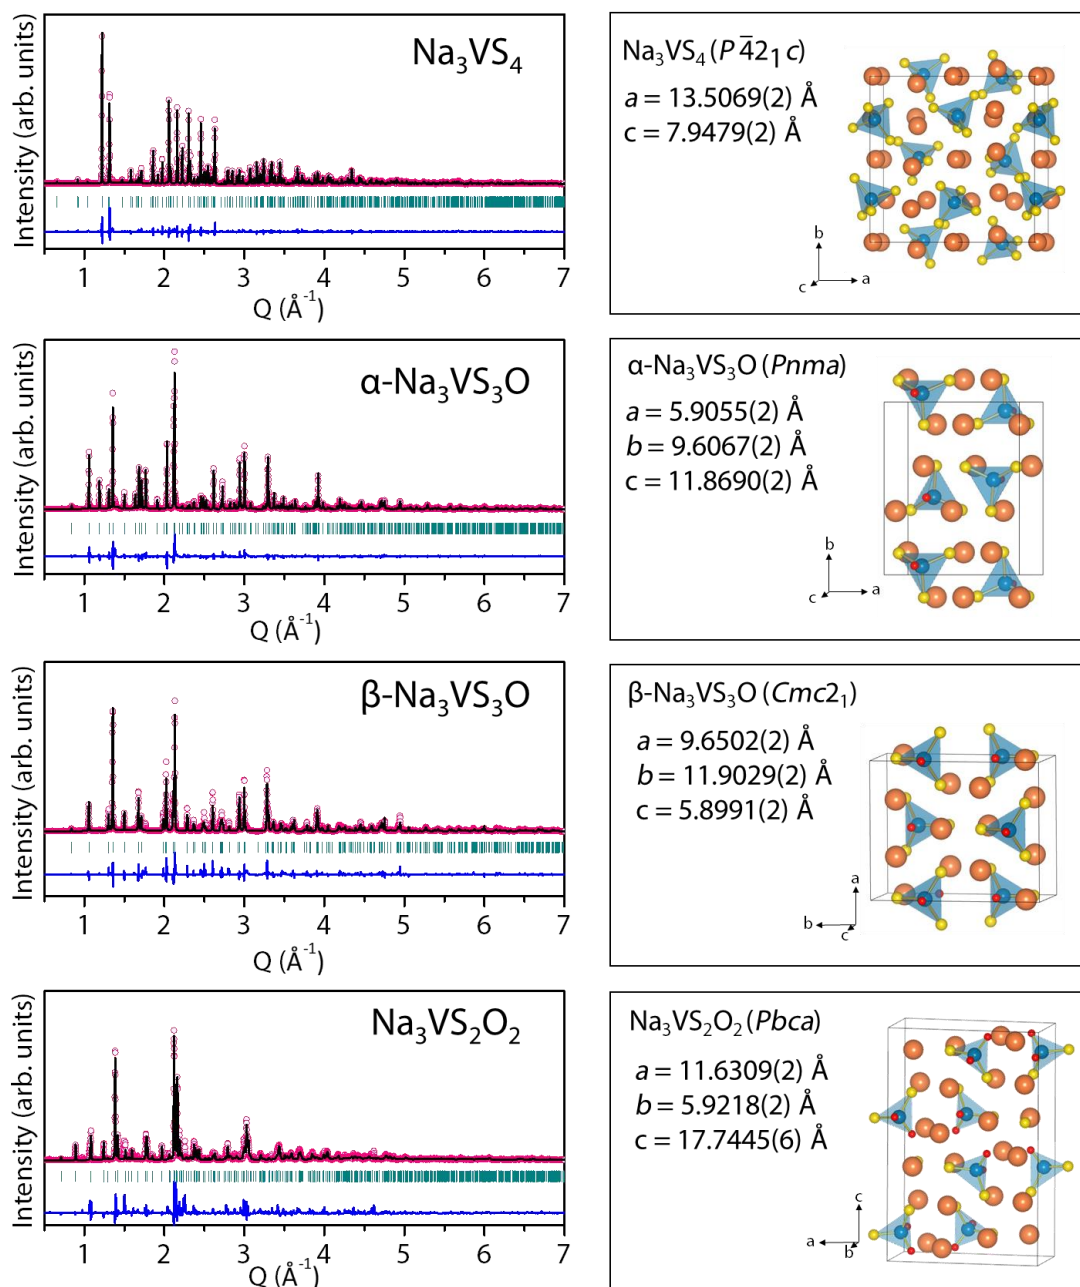 Intensity (arb. units)
Na₃VS₄
1 2 3 4 5 6 7
Q (Å⁻¹)
Na₃VS₄ (P 4̅2₁c)
a = 13.5069(2) Å
c = 7.9479(2) Å
b
c
a
Intensity (arb. units)
α-Na₃VS₃O
1 2 3 4 5 6 7
Q (Å⁻¹)
α-Na₃VS₃O (Pnma)
a = 5.9055(2) Å
b = 9.6067(2) Å
c = 11.8690(2) Å
b
c
a
Intensity (arb. units)
β-Na₃VS₃O
1 2 3 4 5 6 7
Q (Å⁻¹)
β-Na₃VS₃O (Cmc2₁)
a = 9.6502(2) Å
b = 11.9029(2) Å
c = 5.8991(2) Å
a
b
c
Intensity (arb. units)
Na₃VS₂O₂
1 2 3 4 5 6 7
Q (Å⁻¹)
Na₃VS₂O₂ (Pbca)
a = 11.6309(2) Å
b = 5.9218(2) Å
c = 17.7445(6) Å
c
a
b